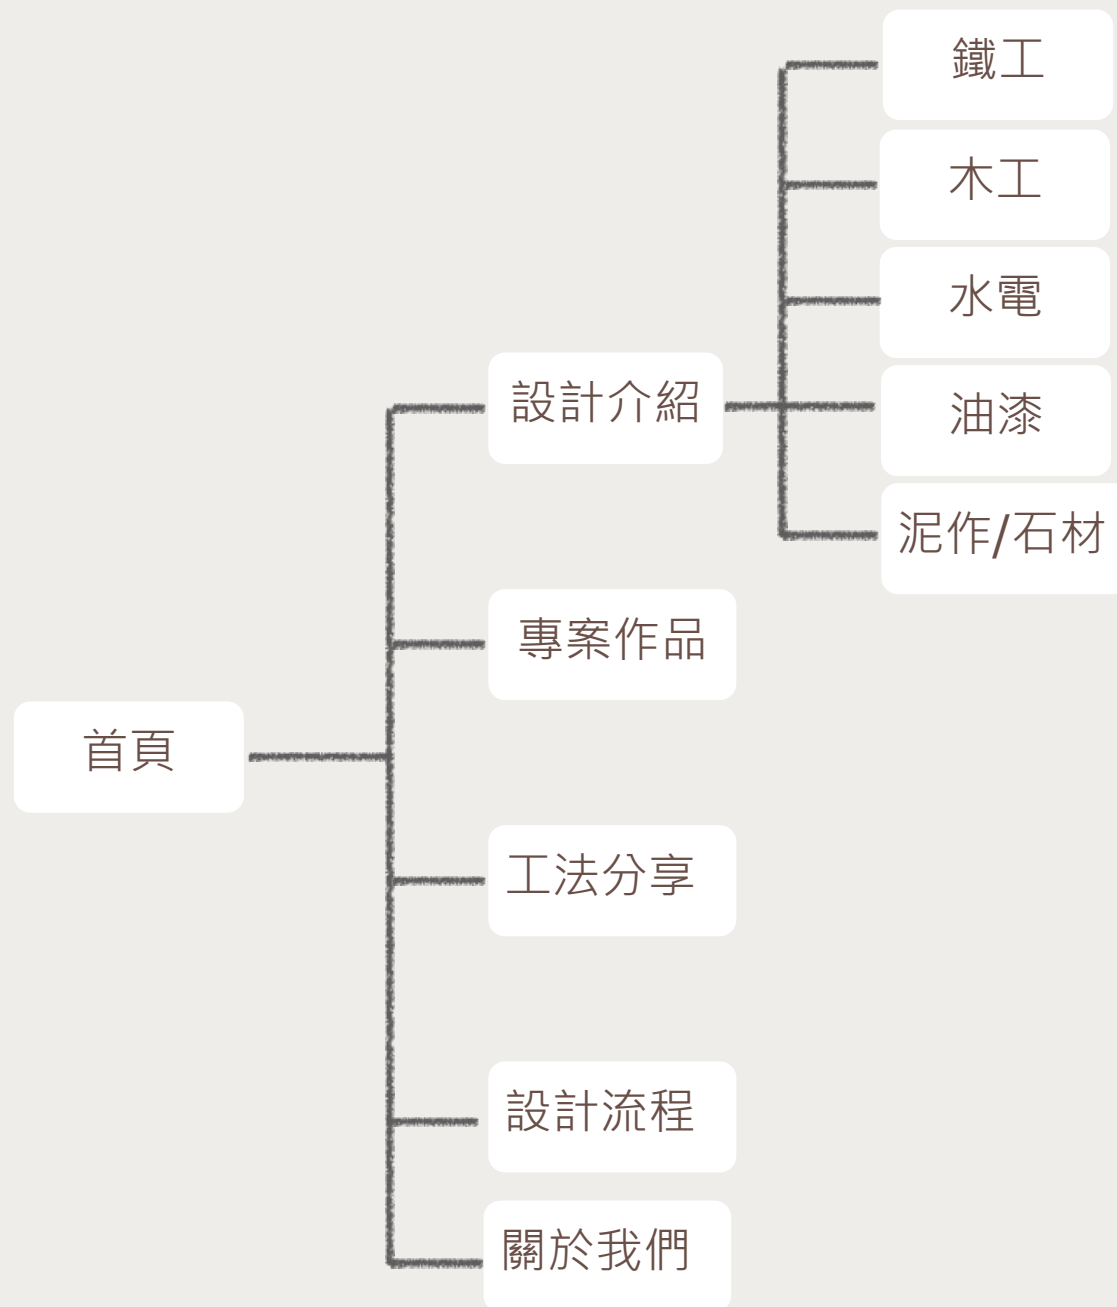 鐵工
木工
水電
油漆
泥作/石材
設計介紹
專案作品
首頁
工法分享
設計流程
關於我們